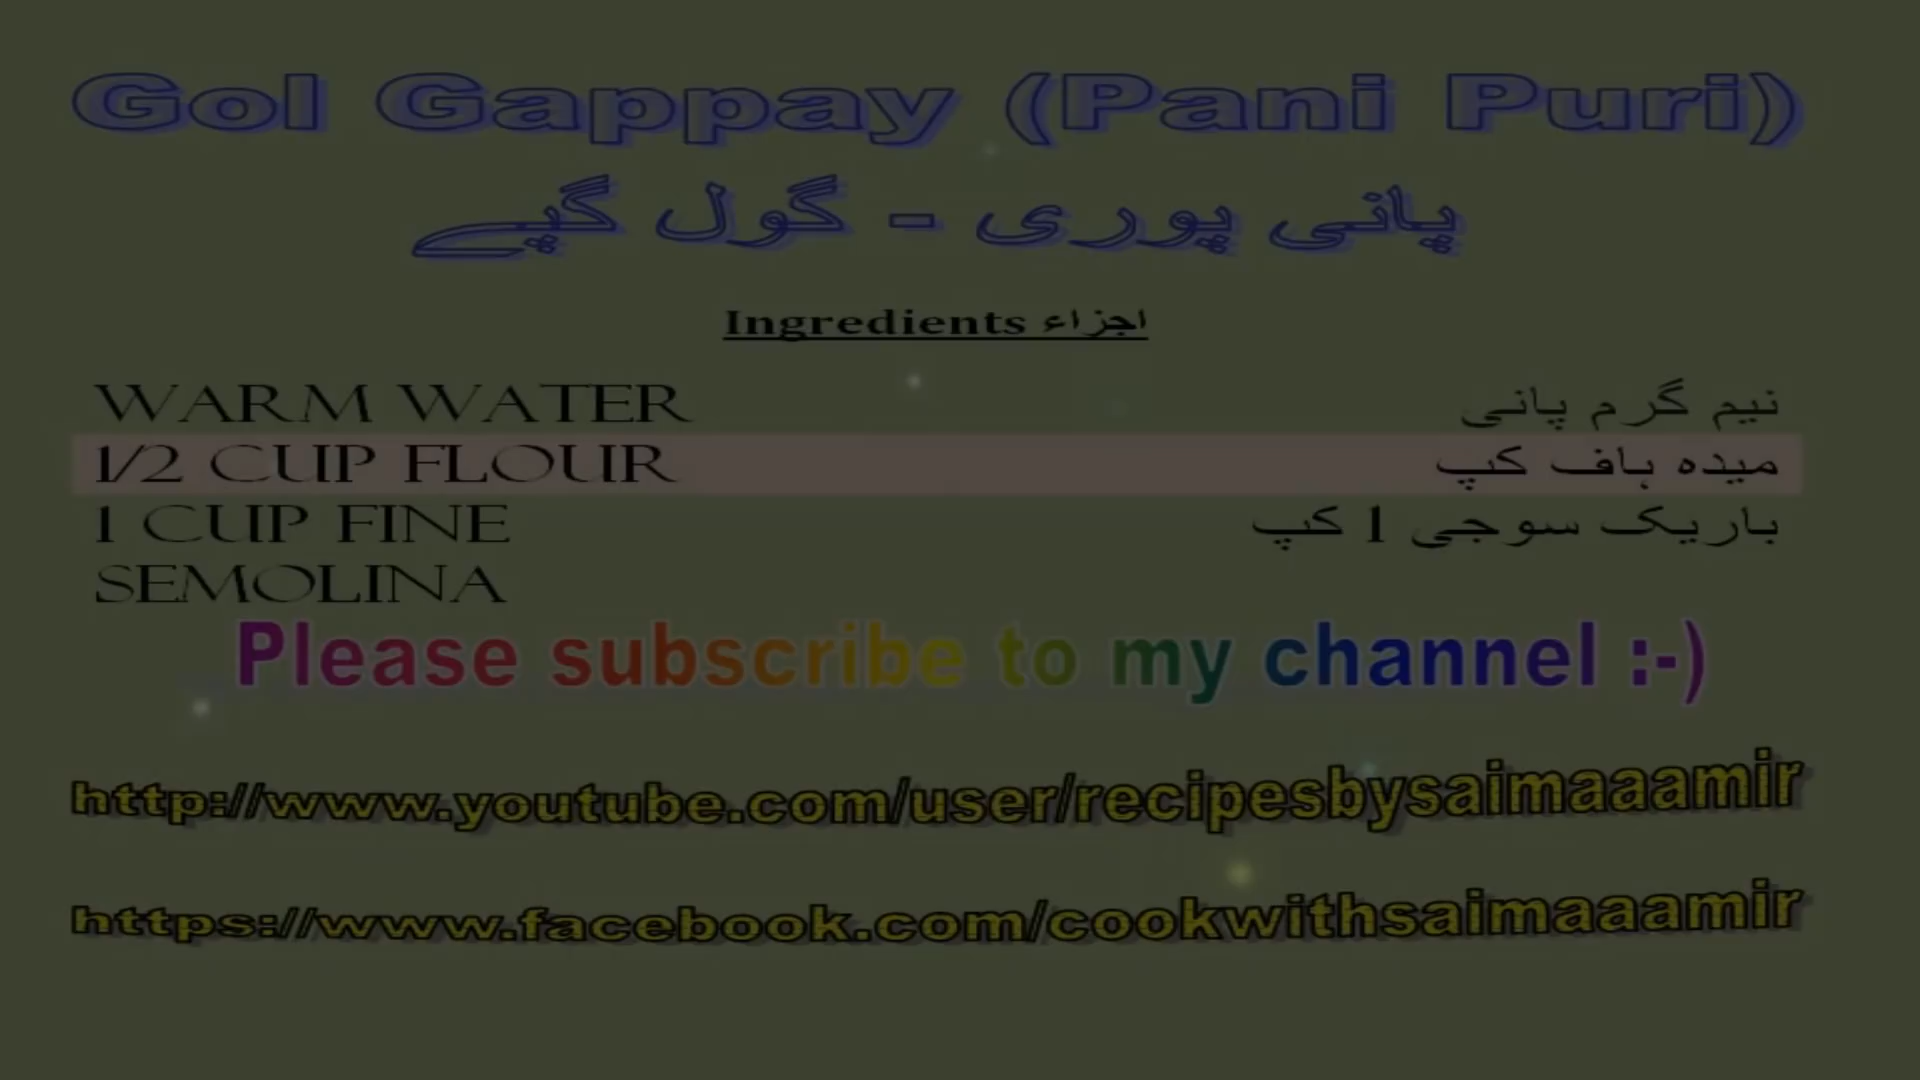 Gol Gappay (Pani Puri)
پانی پوری - گول گپے
Ingredients اجزاء
WARM WATER نیم گرم پانی
1/2 CUP FLOUR میده ہاف کپ
1 CUP FINE باریک سوجی 1 کپ
SEMOLINA
Please subscribe to my channel :-)
http://www.youtube.com/user/recipesbysaimaaamir
https://www.facebook.com/cookwithsaimaaamir